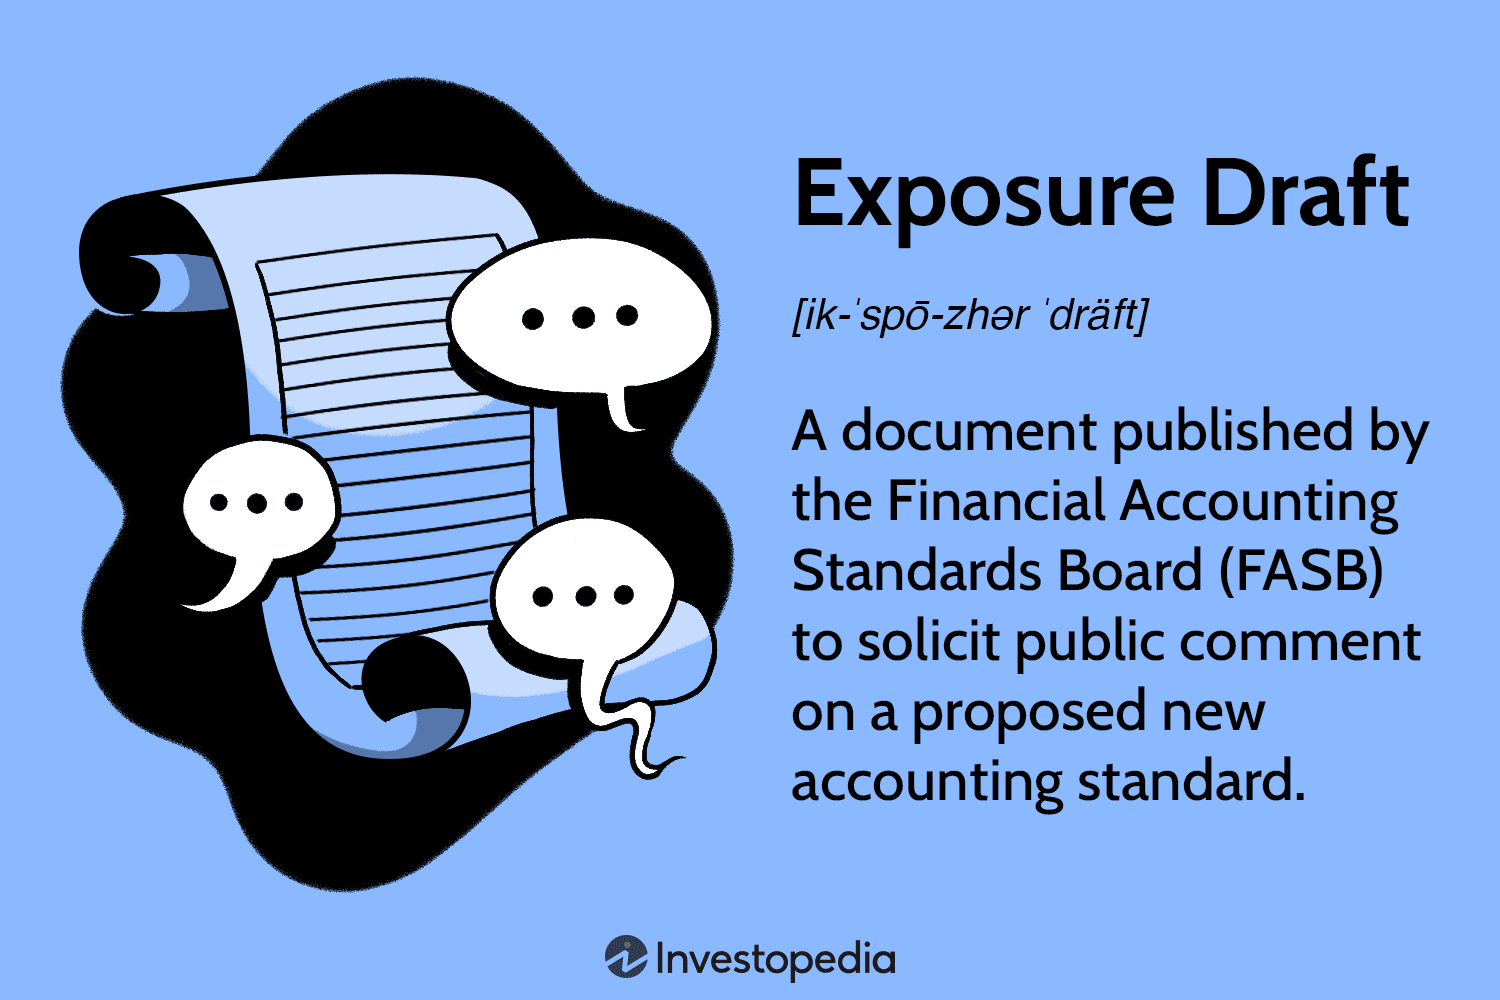 Exposure Draft
[ik-ˈspō-zhər ˈdräft]
A document published by
the Financial Accounting
Standards Board (FASB)
to solicit public comment
on a proposed new
accounting standard.
Investopedia